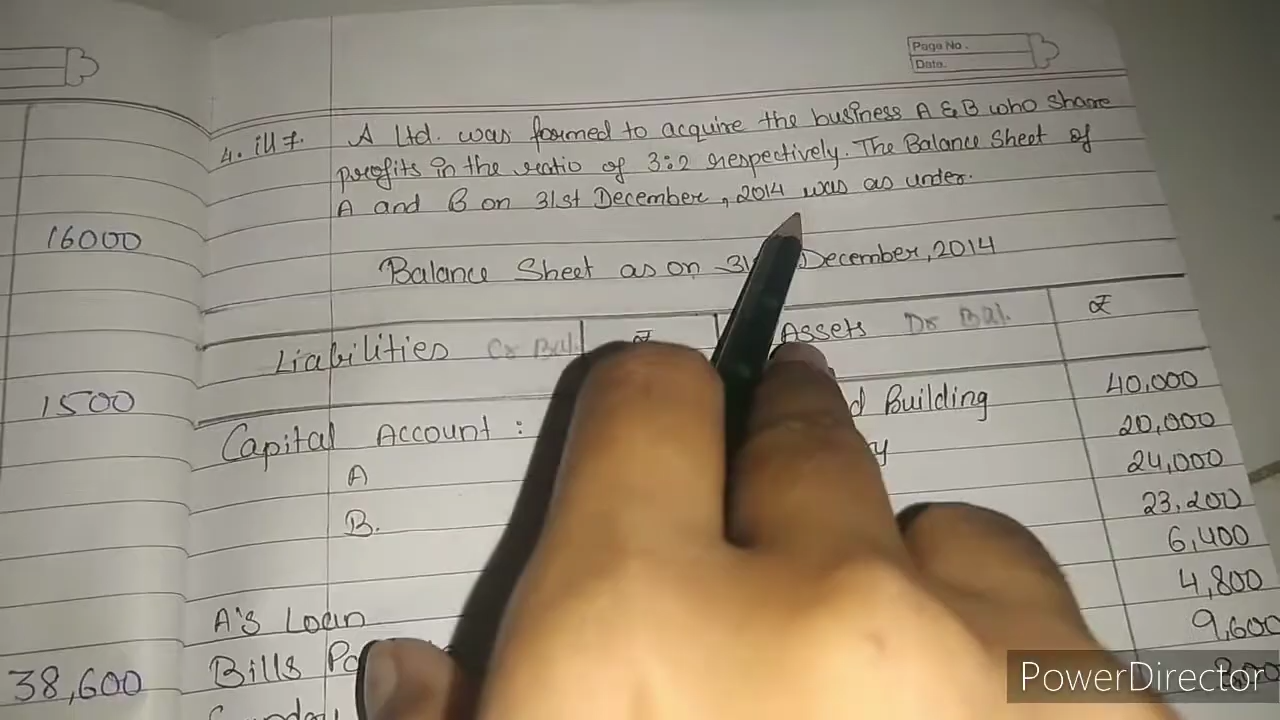 Page No.
Date.
4. ill 7. A Ltd. was formed to acquire the business A & B who share
profits in the ratio of 3:2 respectively. The Balance Sheet of
A and B on 31st December, 2014 was as under.
16000
Balance Sheet as on 31 December, 2014
Liabilities Cr Bal. ₹ Assets Dr Bal. ₹
1500
Capital Account: d Building 40,000
A y 20,000
24,000
B. 23,200
6,400
A's Loan 4,800
38,600
Bills 9,600
PowerDirector